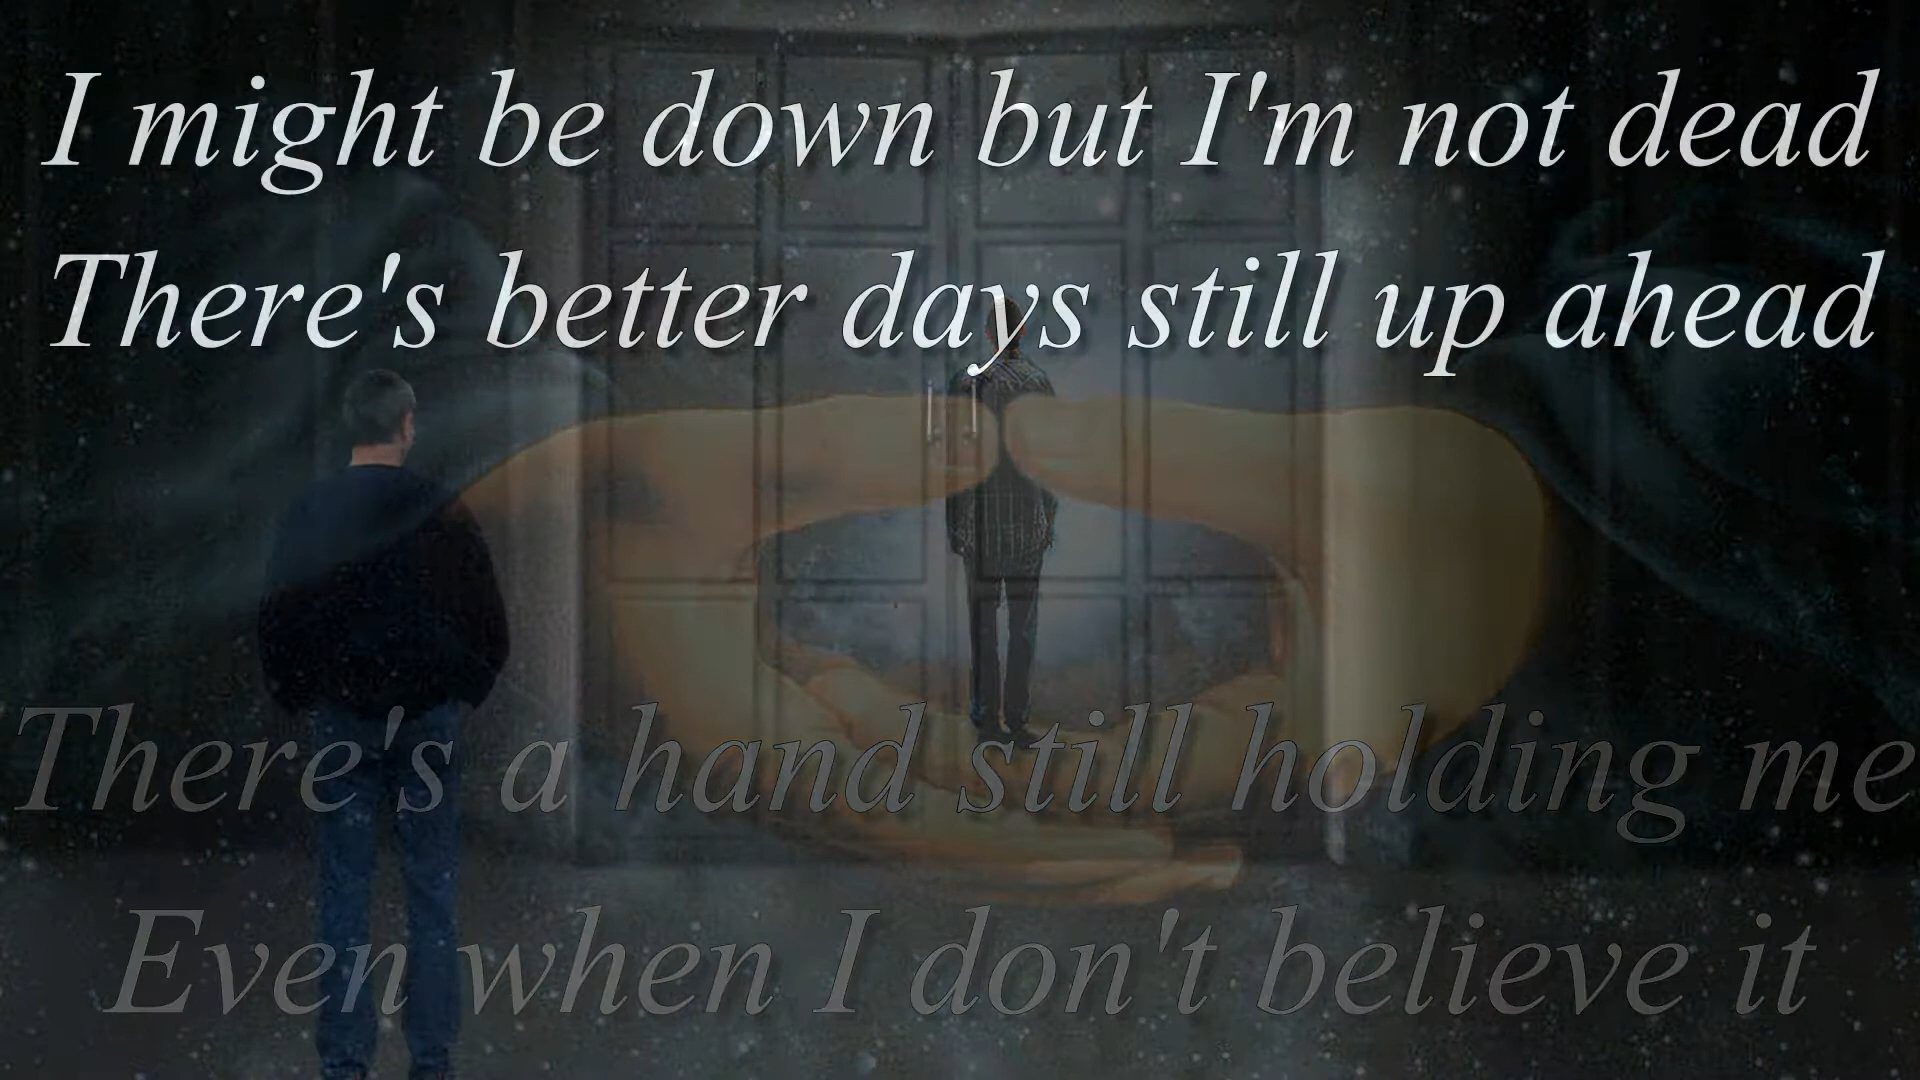 I might be down but I'm not dead
There's better days still up ahead
There's a hand still holding me
Even when I don't believe it